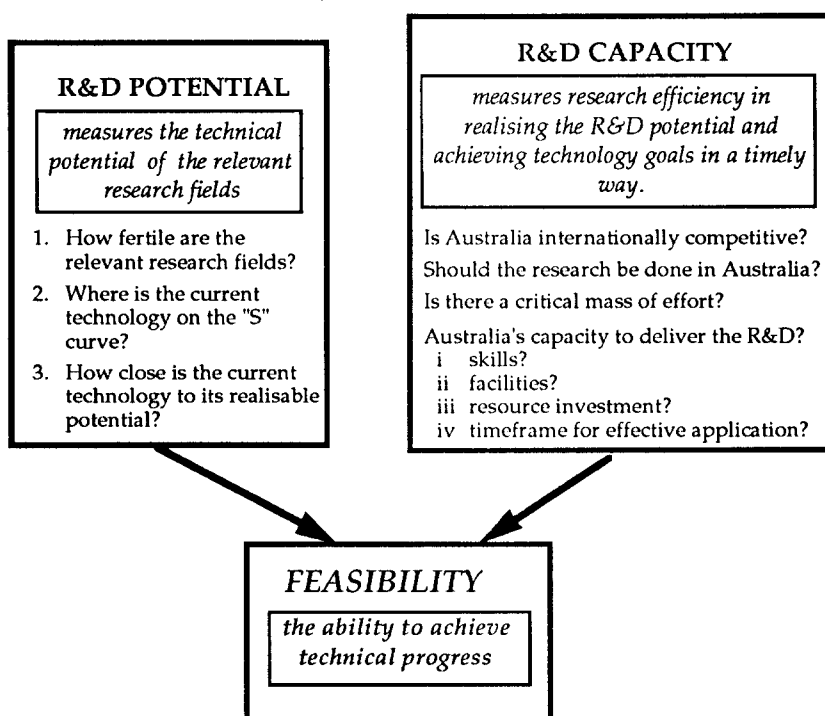 R&D POTENTIAL
measures the technical
potential of the relevant
research fields
1. How fertile are the
relevant research fields?
2. Where is the current
technology on the "S"
curve?
3. How close is the current
technology to its realisable
potential?
R&D CAPACITY
measures research efficiency in
realising the R&D potential and
achieving technology goals in a timely
way.
Is Australia internationally competitive?
Should the research be done in Australia?
Is there a critical mass of effort?
Australia's capacity to deliver the R&D?
i skills?
ii facilities?
iii resource investment?
iv timeframe for effective application?
FEASIBILITY
the ability to achieve
technical progress